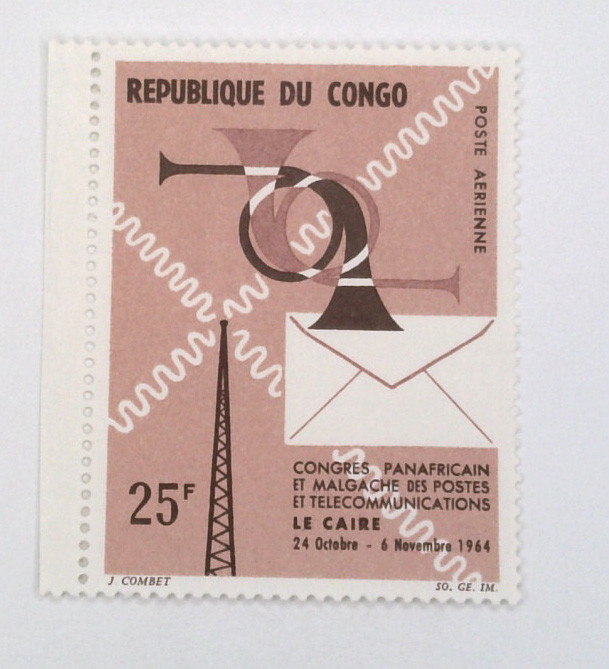 REPUBLIQUE DU CONGO
POSTE AERIENNE
25F
CONGRES PANAFRICAIN
ET MALGACHE DES POSTES
ET TELECOMMUNICATIONS
LE CAIRE
24 Octobre - 6 Novembre 1964
J. COMBET
SO. GE. IM.